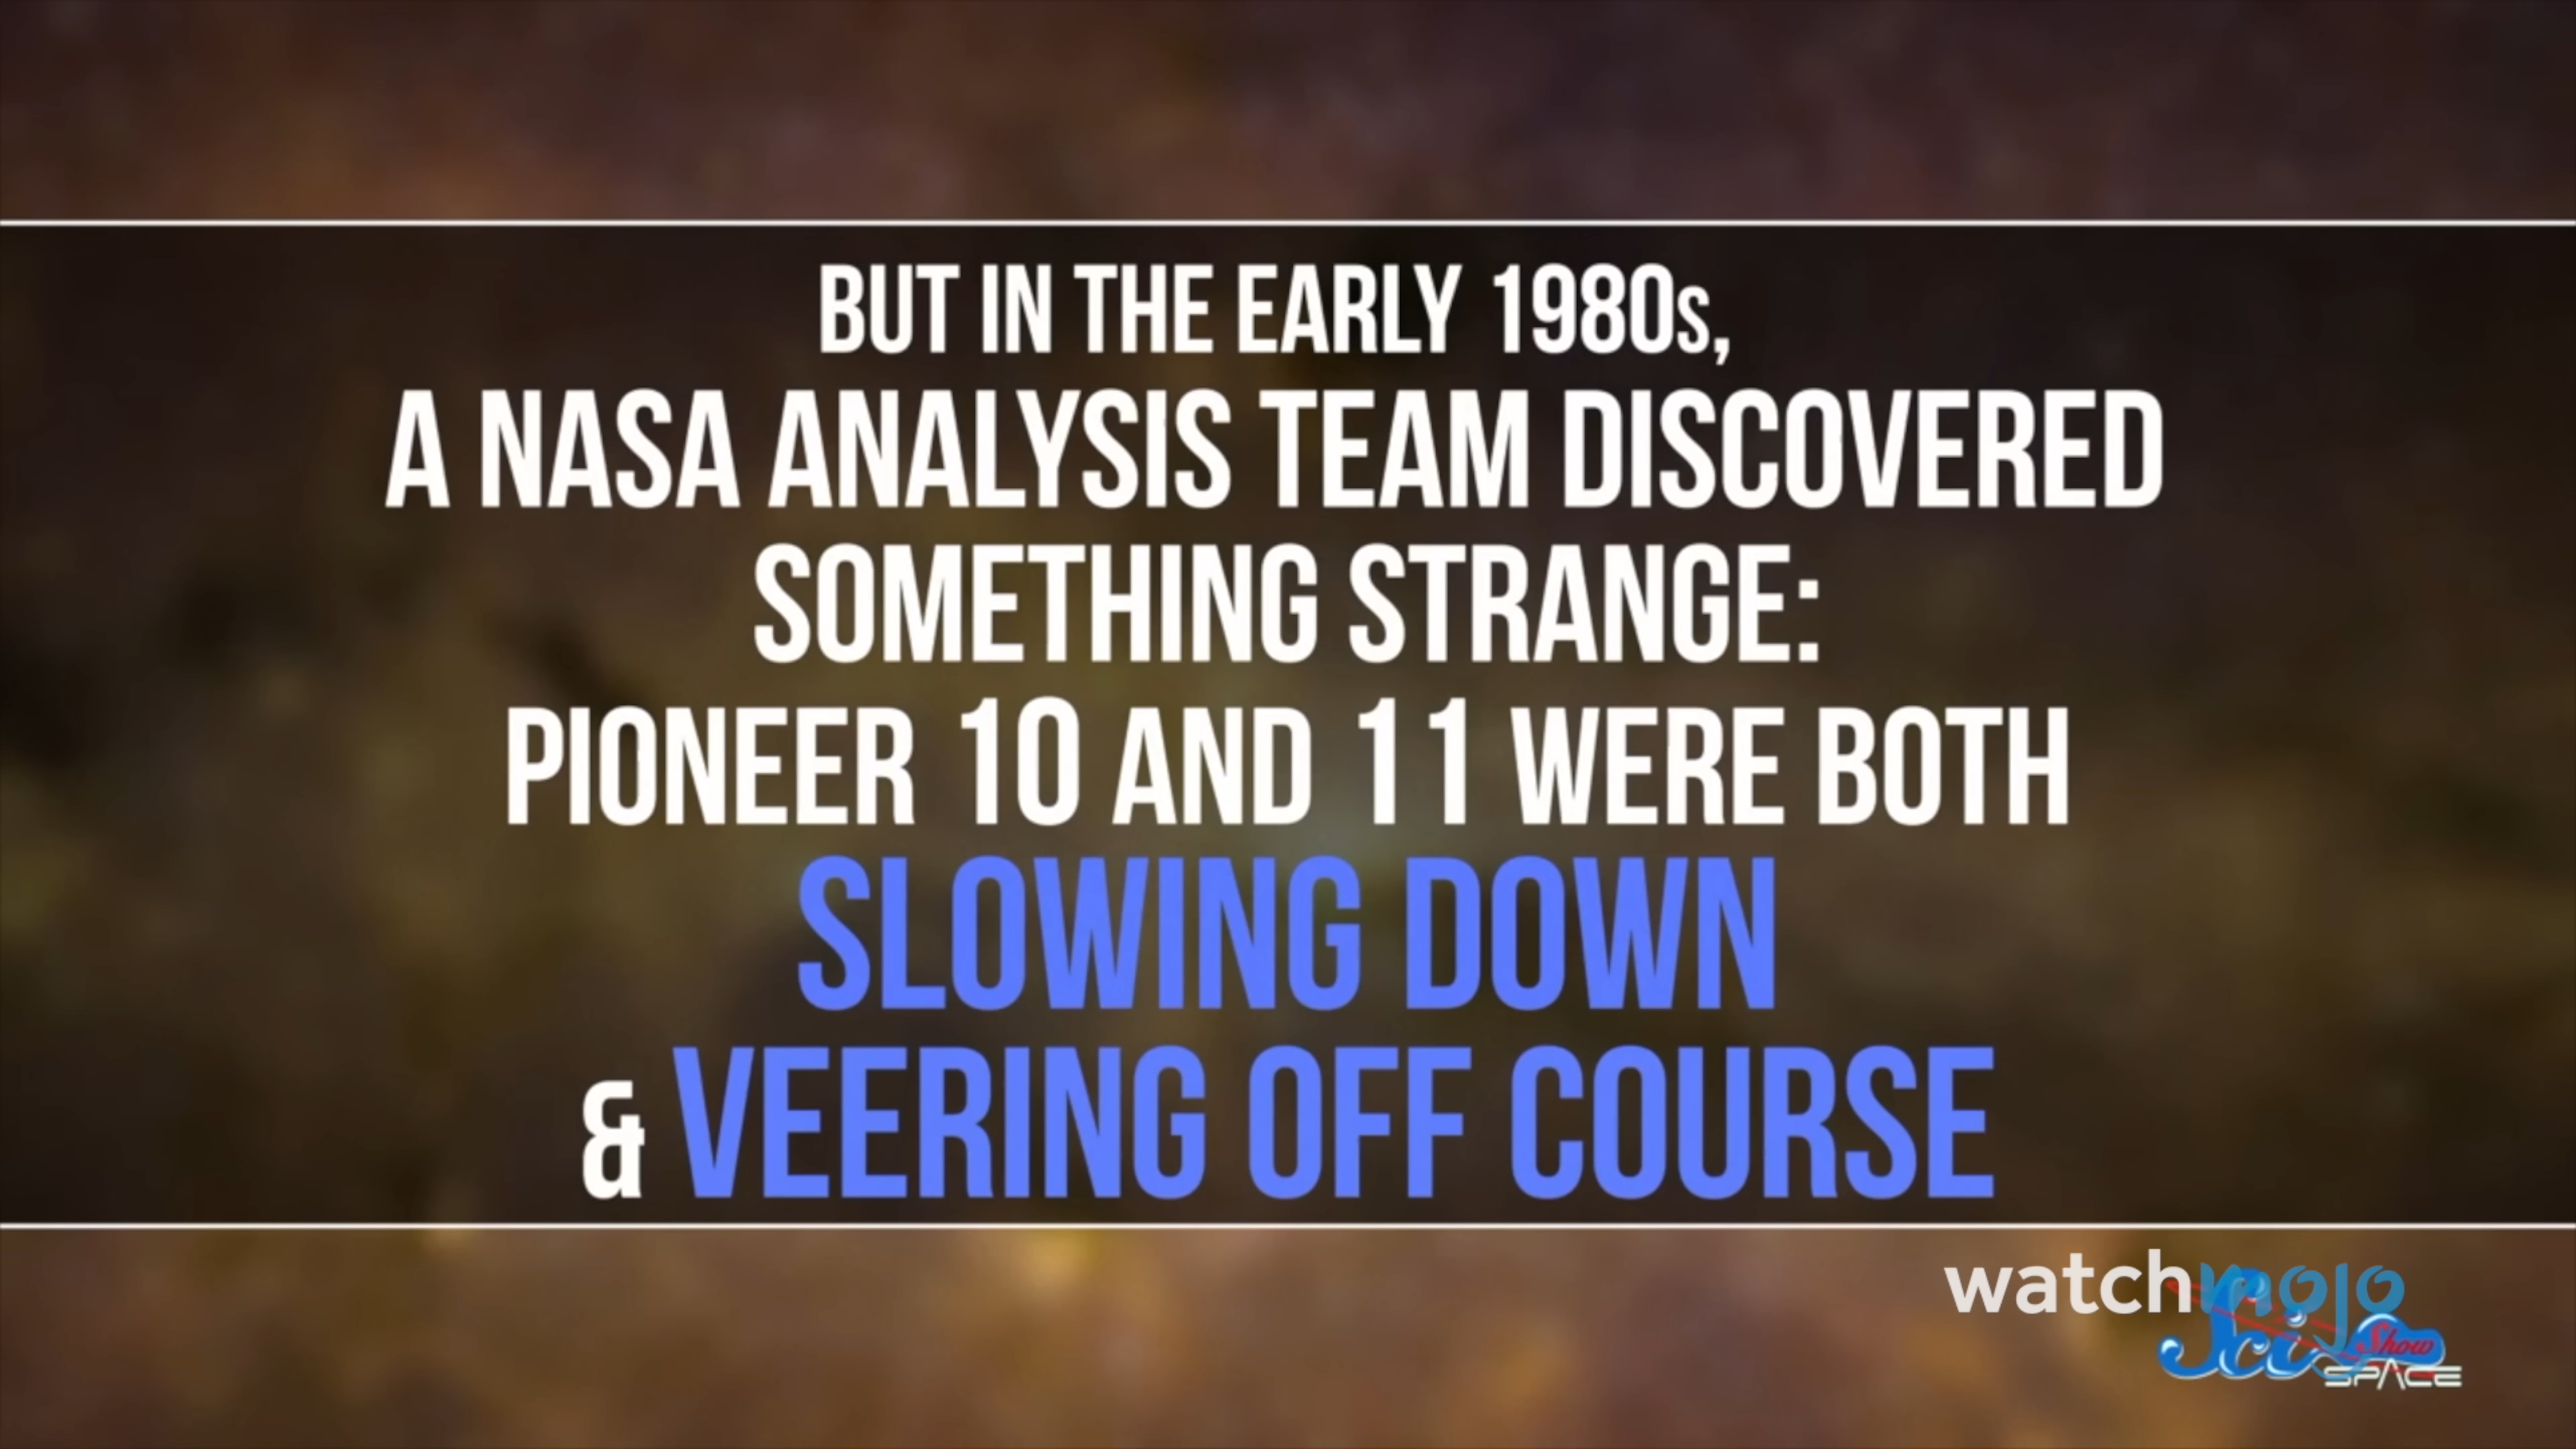 BUT IN THE EARLY 1980s,
A NASA ANALYSIS TEAM DISCOVERED
SOMETHING STRANGE:
PIONEER 10 AND 11 WERE BOTH
SLOWING DOWN
& VEERING OFF COURSE
watchmojo
Sci Show
SPACE